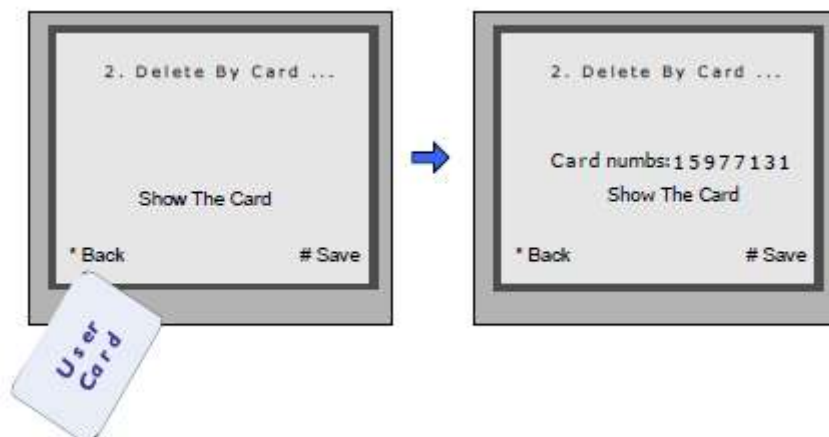 2. Delete By Card ...
Show The Card
* Back # Save
User
Card
2. Delete By Card ...
Card numbs:15977131
Show The Card
* Back # Save